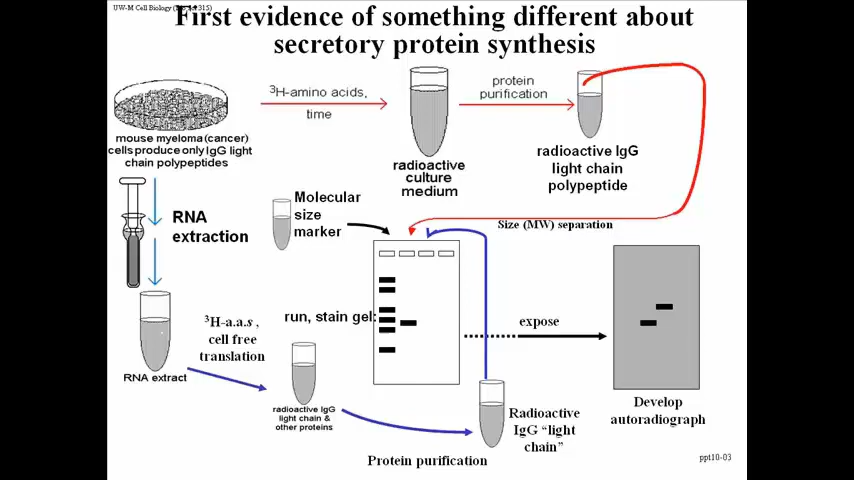 UW-M Cell Biology
315)
First evidence of something different about
secretory protein synthesis
³H-amino acids,
time
protein
purification
mouse myeloma (cancer)
cells produce only IgG light
chain polypeptides
radioactive
culture
medium
radioactive IgG
light chain
polypeptide
RNA
extraction
Molecular
size
marker
Size (MW) separation
run, stain gel:
expose
³H-a.a.s ,
cell free
translation
RNA extract
radioactive IgG
light chain &
other proteins
Radioactive
IgG “light
chain”
Develop
autoradiograph
Protein purification
ppt10-03